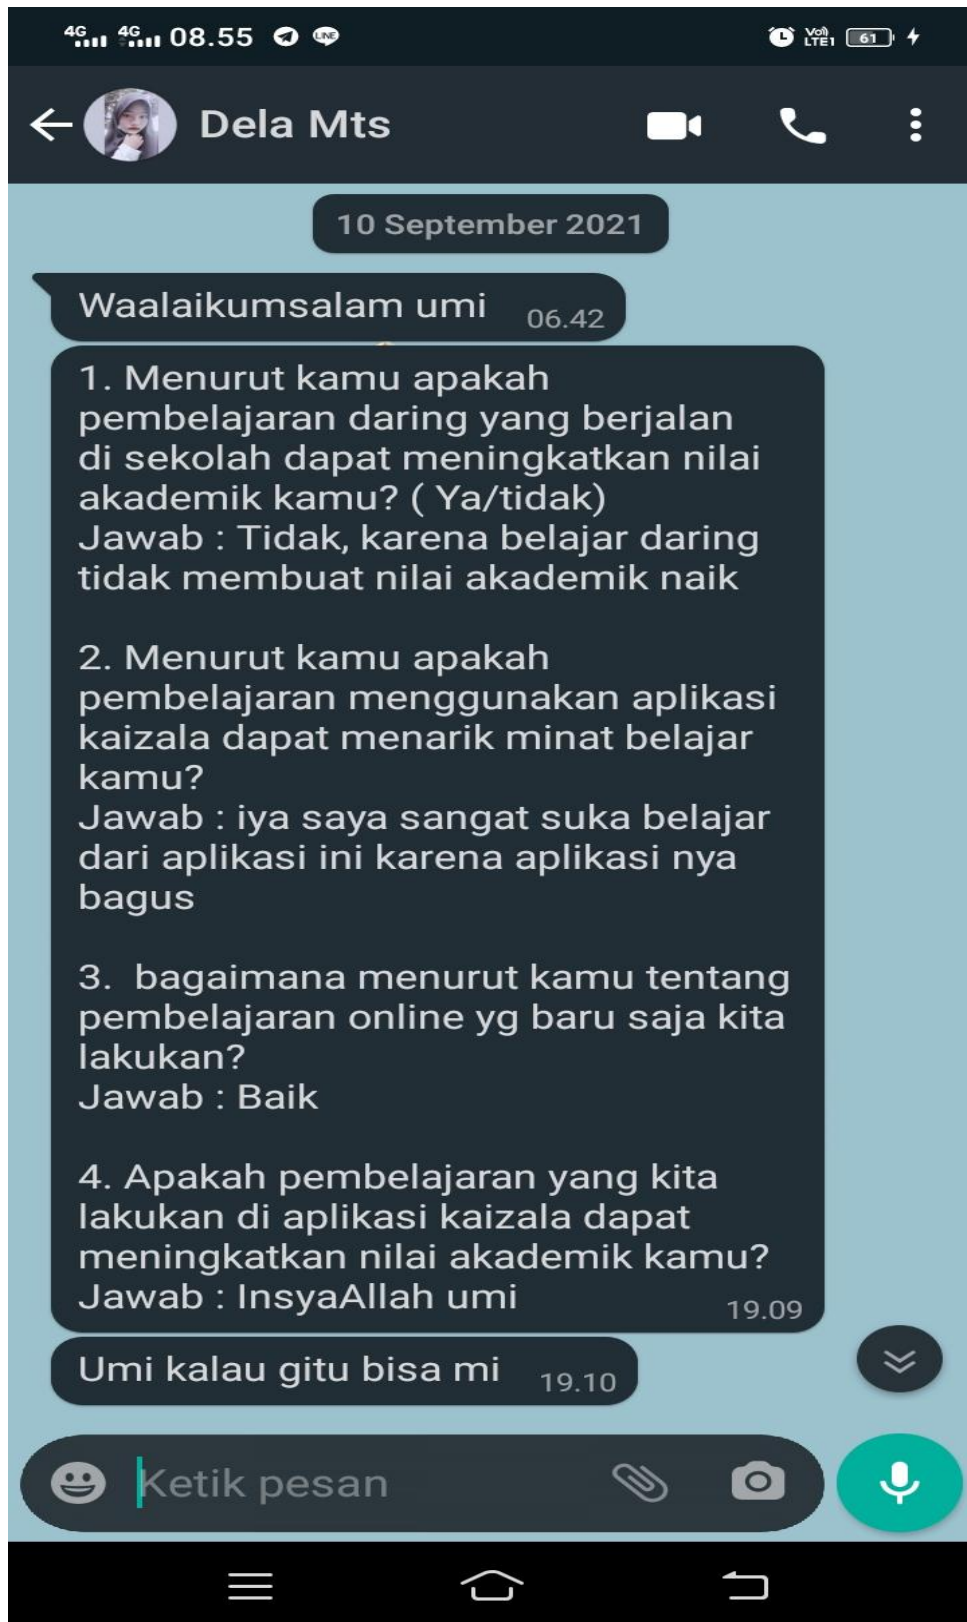 4G 4G 08.55 LINE Vo)) LTE1 61
Dela Mts
10 September 2021
Waalaikumsalam umi 06.42
1. Menurut kamu apakah
pembelajaran daring yang berjalan
di sekolah dapat meningkatkan nilai
akademik kamu? ( Ya/tidak)
Jawab : Tidak, karena belajar daring
tidak membuat nilai akademik naik
2. Menurut kamu apakah
pembelajaran menggunakan aplikasi
kaizala dapat menarik minat belajar
kamu?
Jawab : iya saya sangat suka belajar
dari aplikasi ini karena aplikasi nya
bagus
3.  bagaimana menurut kamu tentang
pembelajaran online yg baru saja kita
lakukan?
Jawab : Baik
4. Apakah pembelajaran yang kita
lakukan di aplikasi kaizala dapat
meningkatkan nilai akademik kamu?
Jawab : InsyaAllah umi 19.09
Umi kalau gitu bisa mi 19.10
Ketik pesan